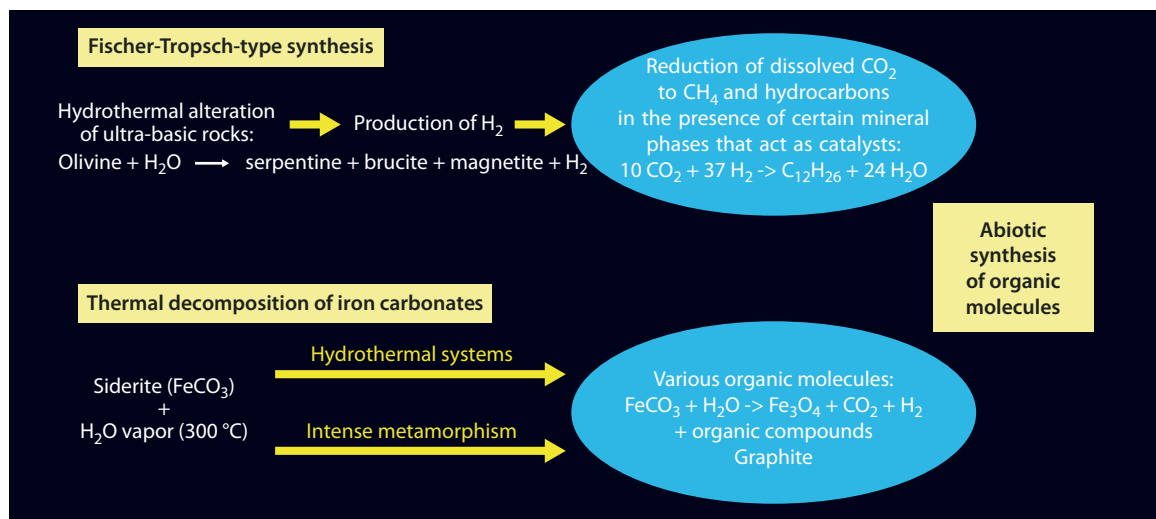 Fischer-Tropsch-type synthesis
Hydrothermal alteration
of ultra-basic rocks:
Production of H₂
Olivine + H₂O ⟶ serpentine + brucite + magnetite + H₂
Reduction of dissolved CO₂
to CH₄ and hydrocarbons
in the presence of certain mineral
phases that act as catalysts:
10 CO₂ + 37 H₂ -> C₁₂H₂₆ + 24 H₂O
Abiotic
synthesis
of organic
molecules
Thermal decomposition of iron carbonates
Siderite (FeCO₃)
+
H₂O vapor (300 °C)
Hydrothermal systems
Intense metamorphism
Various organic molecules:
FeCO₃ + H₂O -> Fe₃O₄ + CO₂ + H₂
+ organic compounds
Graphite